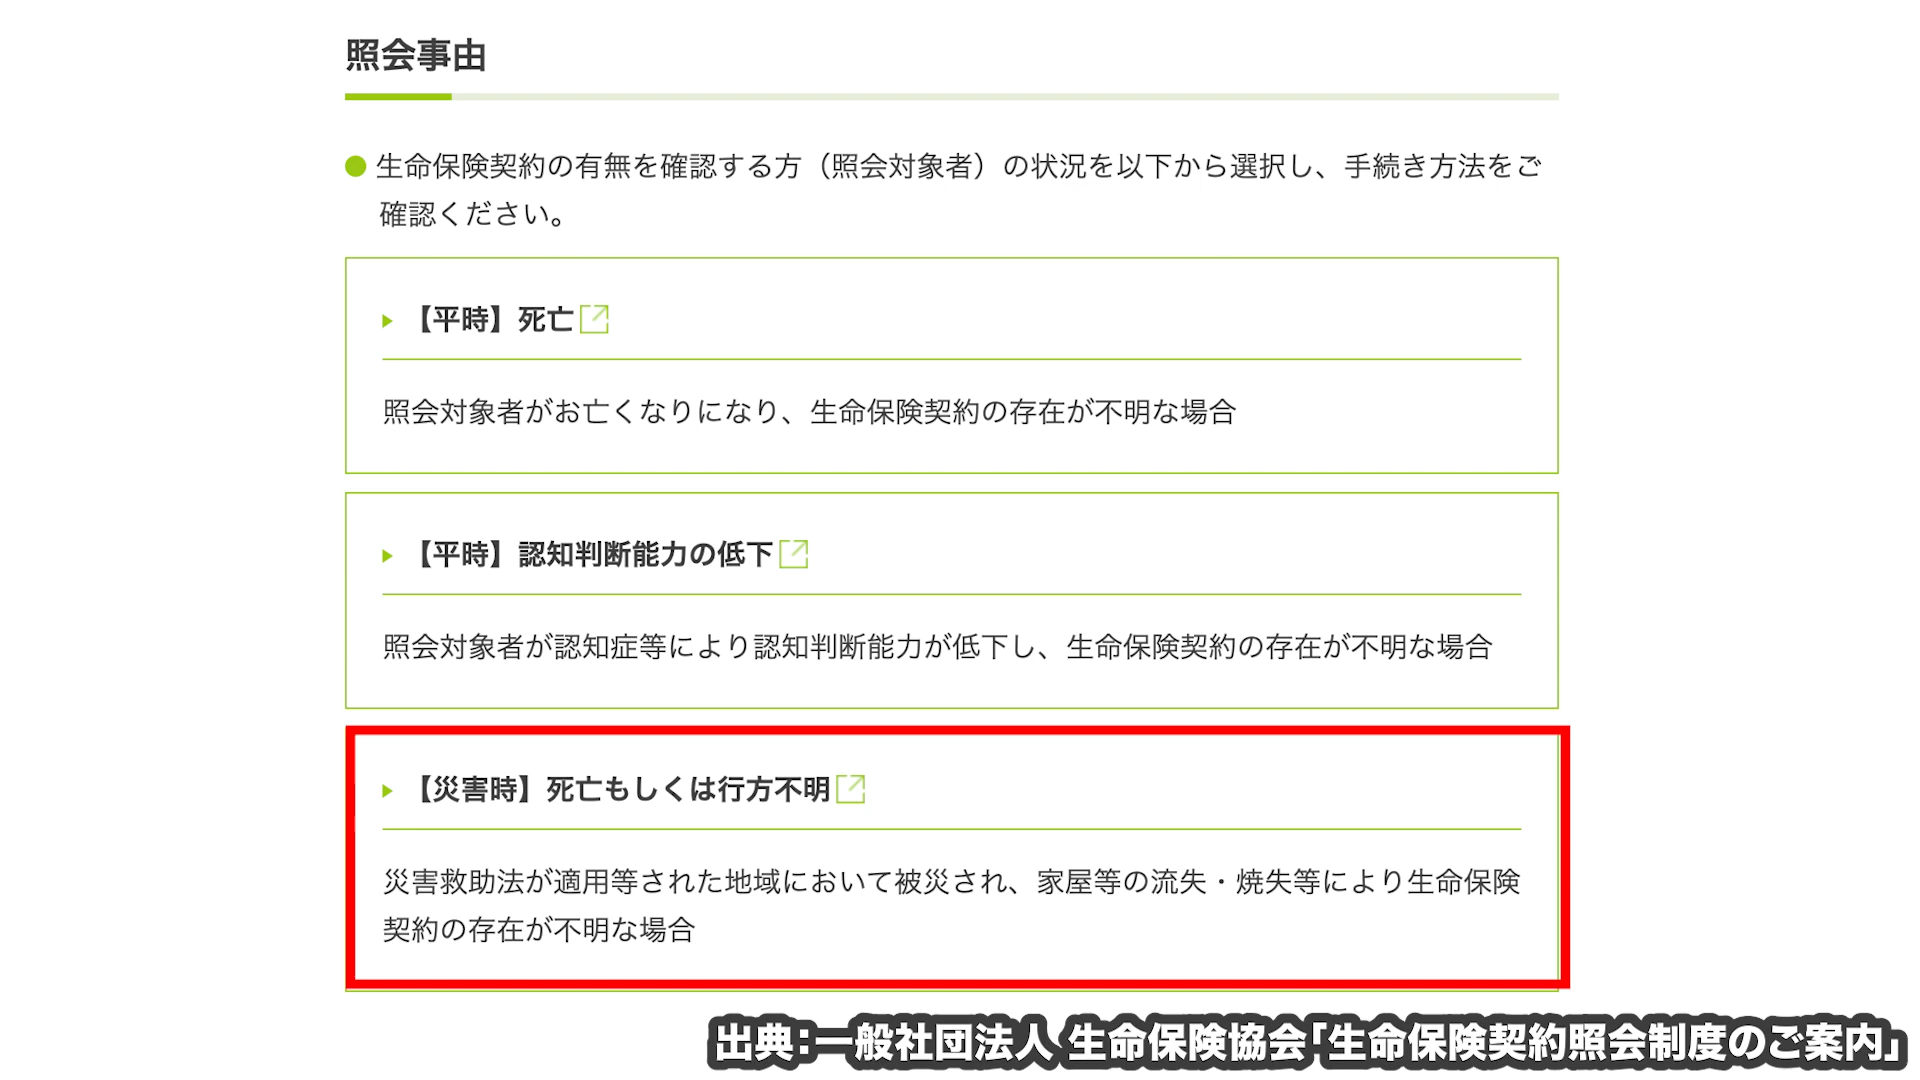 照会事由
● 生命保険契約の有無を確認する方（照会対象者）の状況を以下から選択し、手続き方法をご
確認ください。
【平時】死亡
照会対象者がお亡くなりになり、生命保険契約の存在が不明な場合
【平時】認知判断能力の低下
照会対象者が認知症等により認知判断能力が低下し、生命保険契約の存在が不明な場合
【災害時】死亡もしくは行方不明
災害救助法が適用等された地域において被災され、家屋等の流失・焼失等により生命保険
契約の存在が不明な場合
出典：一般社団法人 生命保険協会「生命保険契約照会制度のご案内」